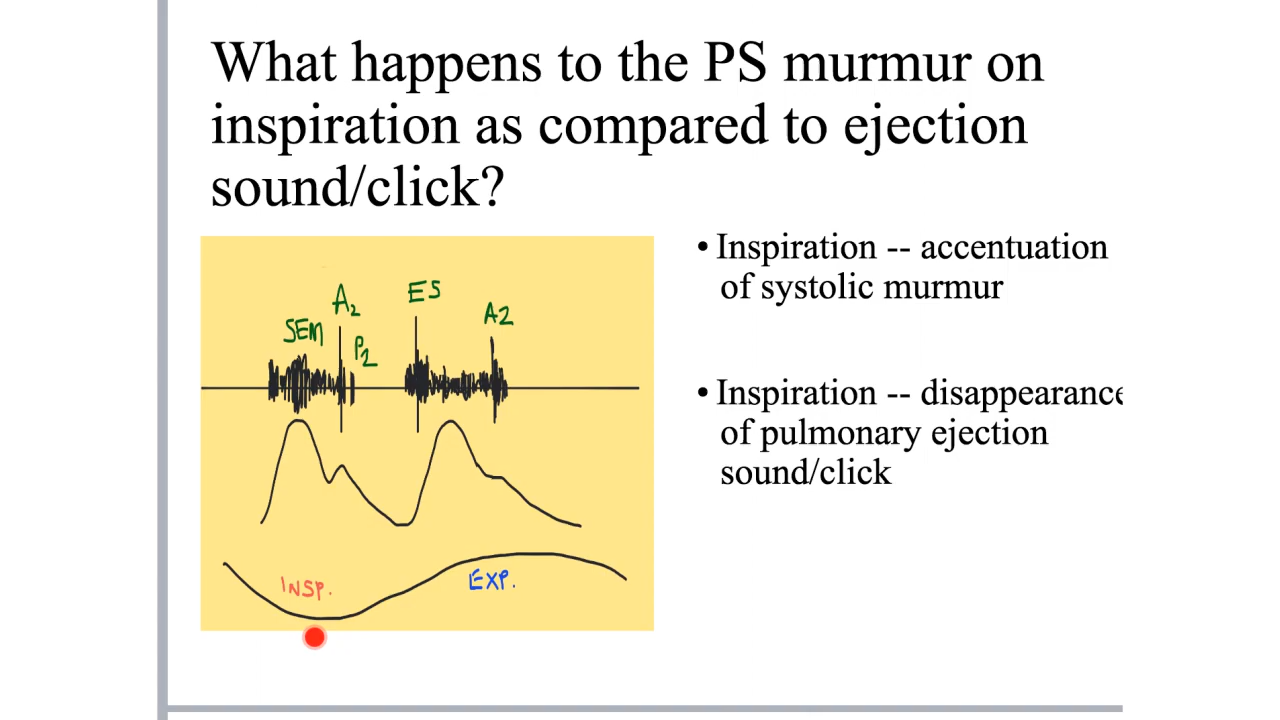 What happens to the PS murmur on
inspiration as compared to ejection
sound/click?
• Inspiration -- accentuation
of systolic murmur
• Inspiration -- disappearance
of pulmonary ejection
sound/click
SEM A₂ P₂ ES A2
INSP. EXP.